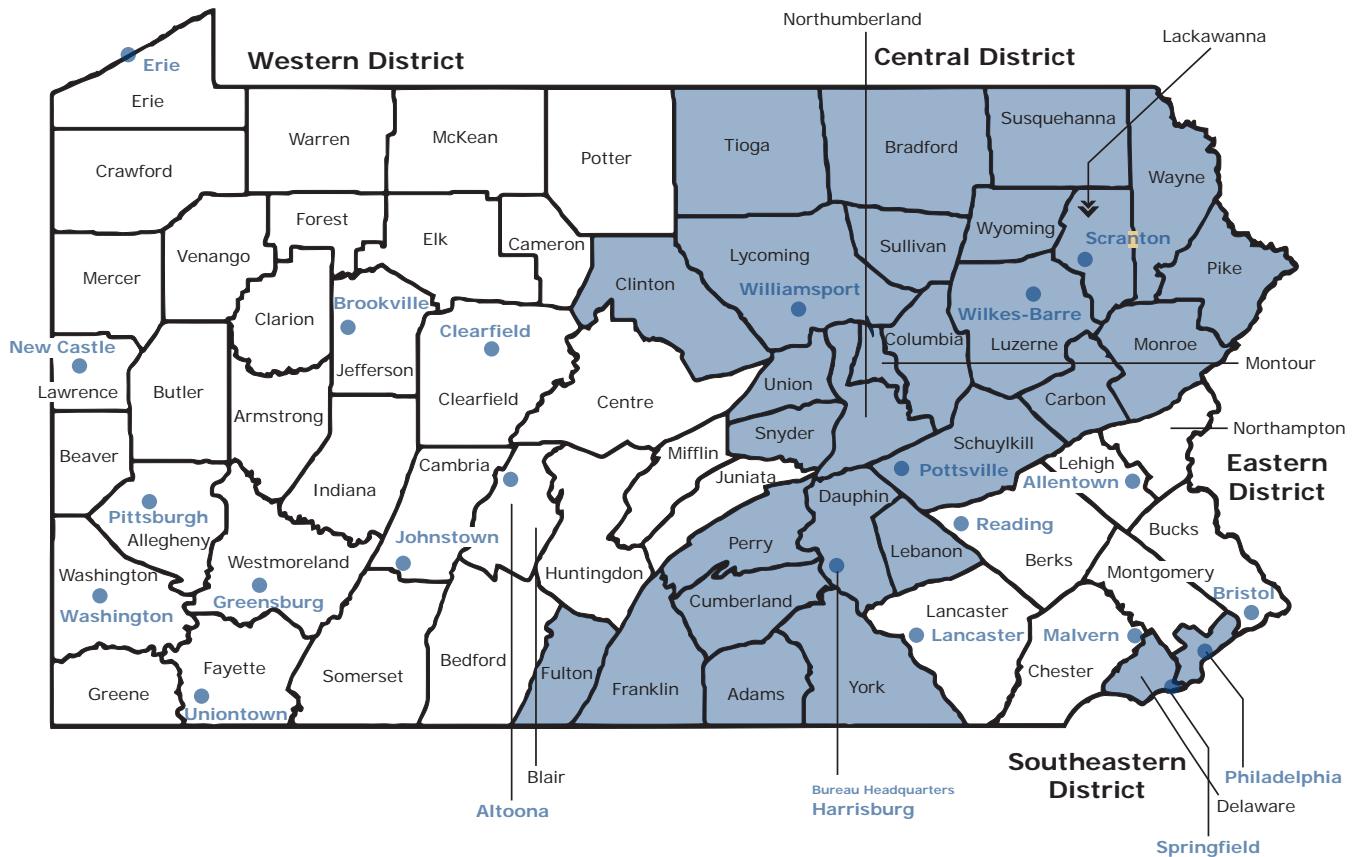 Northumberland
Lackawanna
Western District
Central District
Erie
Erie
Warren
McKean
Potter
Tioga
Bradford
Susquehanna
Wayne
Crawford
Forest
Elk
Cameron
Venango
Mercer
Clinton
Lycoming
Sullivan
Wyoming
Scranton
Pike
Williamsport
Wilkes-Barre
Brookville
Clarion
Clearfield
New Castle
Lawrence
Butler
Jefferson
Clearfield
Centre
Union
Columbia
Luzerne
Monroe
Montour
Carbon
Armstrong
Snyder
Schuylkill
Northampton
Beaver
Cambria
Mifflin
Juniata
Pottsville
Lehigh
Allentown
Eastern
District
Indiana
Dauphin
Pittsburgh
Allegheny
Johnstown
Perry
Lebanon
Reading
Bucks
Berks
Westmoreland
Greensburg
Washington
Washington
Huntingdon
Cumberland
Montgomery
Bristol
Lancaster
Lancaster
Malvern
Chester
Greene
Fayette
Uniontown
Somerset
Bedford
Fulton
Franklin
Adams
York
Blair
Altoona
Bureau Headquarters
Harrisburg
Southeastern
District
Philadelphia
Delaware
Springfield